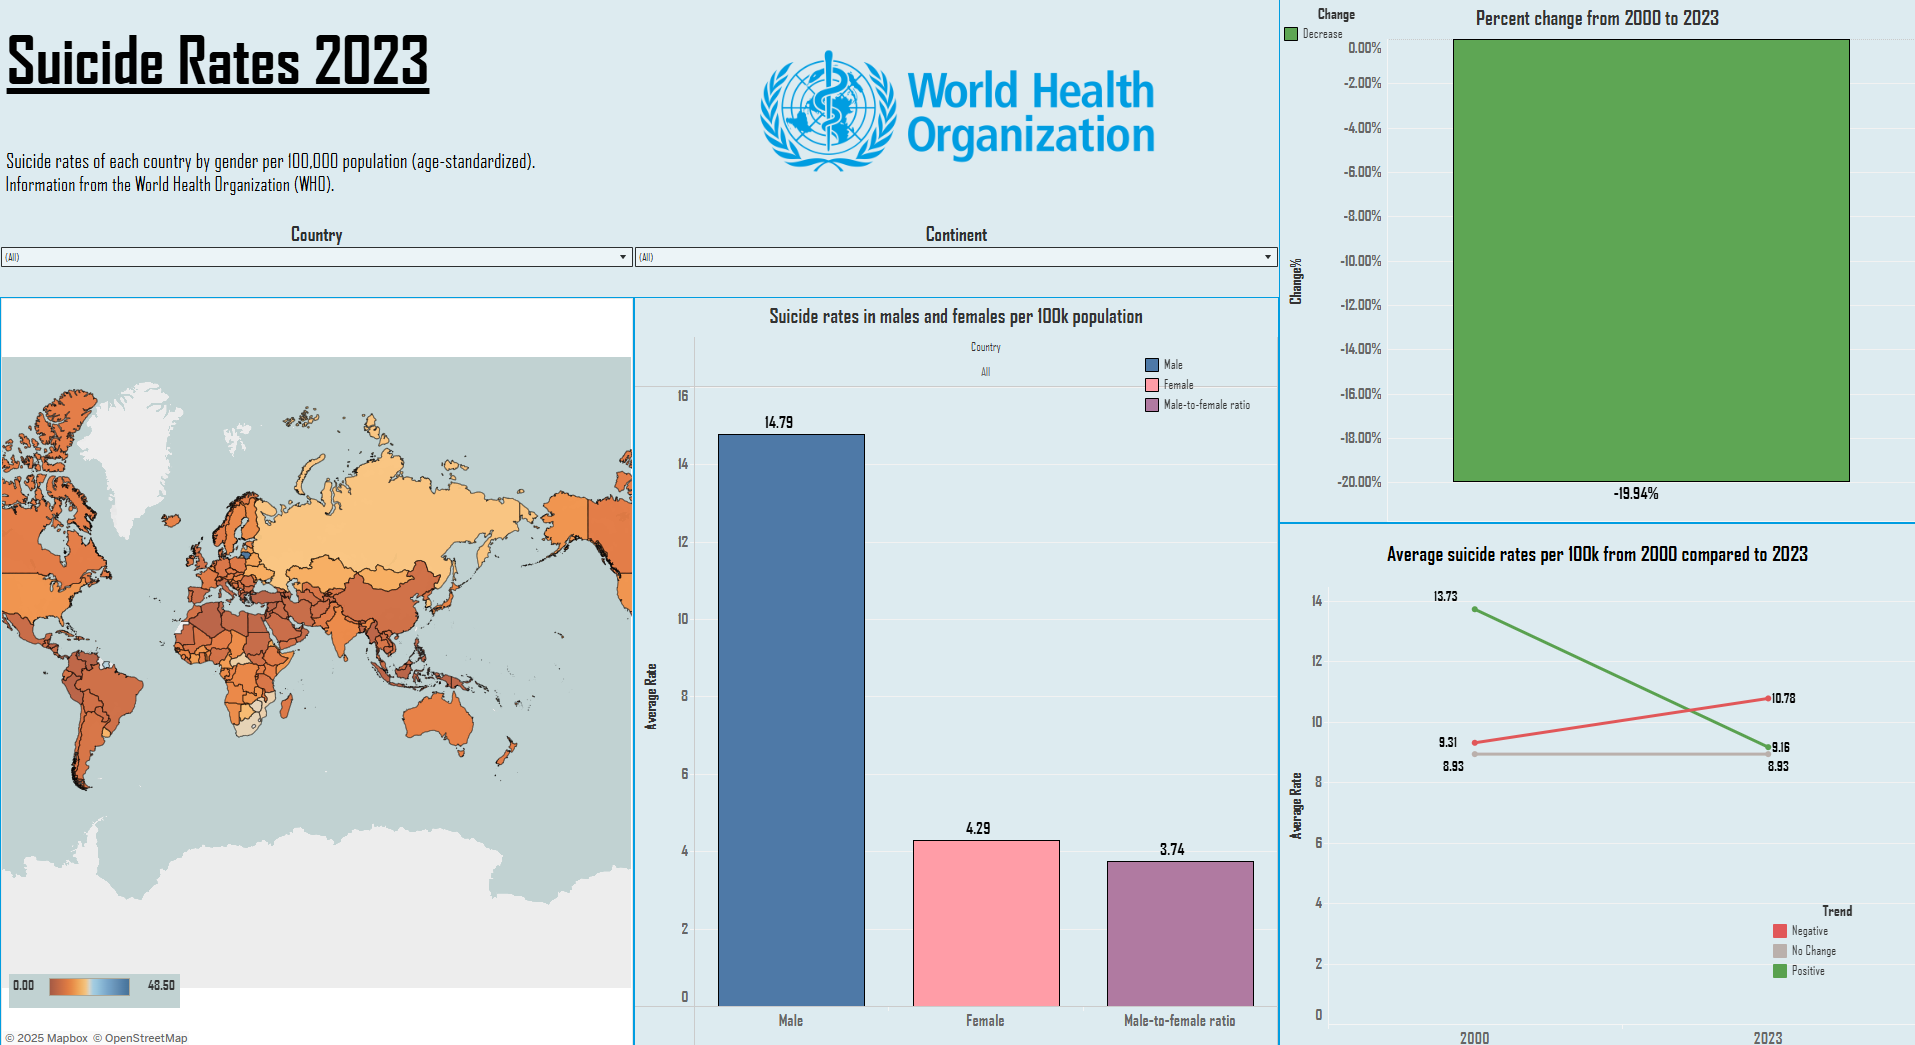 Suicide Rates 2023
Suicide rates of each country by gender per 100,000 population (age-standardized).
Information from the World Health Organization (WHO).
World Health
Organization
Country
(All)
Continent
(All)
0.00
48.50
© 2025 Mapbox © OpenStreetMap
Suicide rates in males and females per 100k population
Country
All
Male
Female
Male-to-female ratio
Average Rate
16
14
12
10
8
6
4
2
0
14.79
4.29
3.74
Male
Female
Male-to-female ratio
Change
Decrease
Percent change from 2000 to 2023
Change%
0.00%
-2.00%
-4.00%
-6.00%
-8.00%
-10.00%
-12.00%
-14.00%
-16.00%
-18.00%
-20.00%
-19.94%
Average suicide rates per 100k from 2000 compared to 2023
Average Rate
14
12
10
8
6
4
2
0
13.73
9.31
8.93
10.78
9.16
8.93
Trend
Negative
No Change
Positive
2000
2023